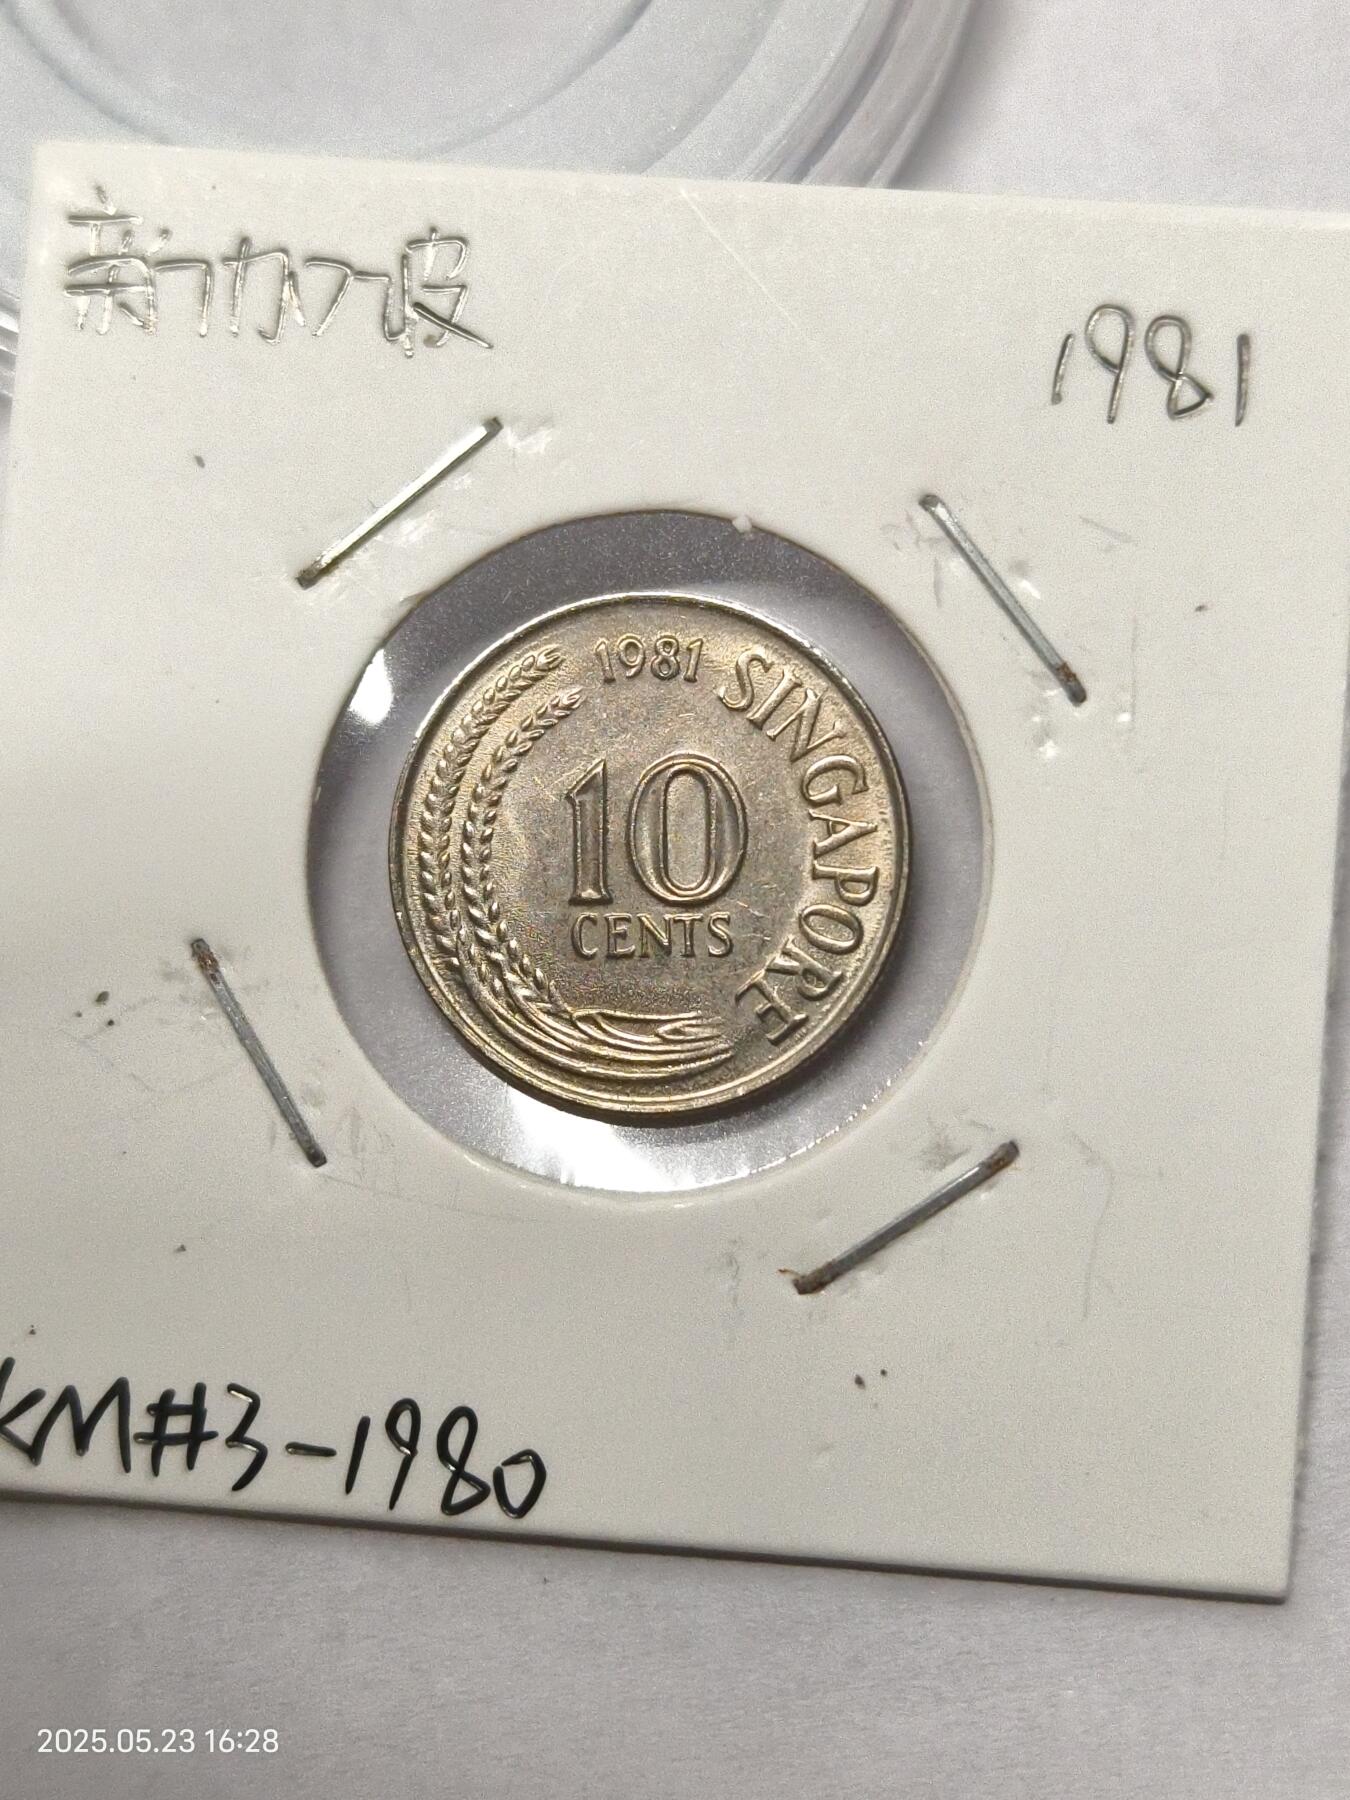 新加坡
1981
1981
SINGAPORE
10
CENTS
KM#3-1980
2025.05.23 16:28